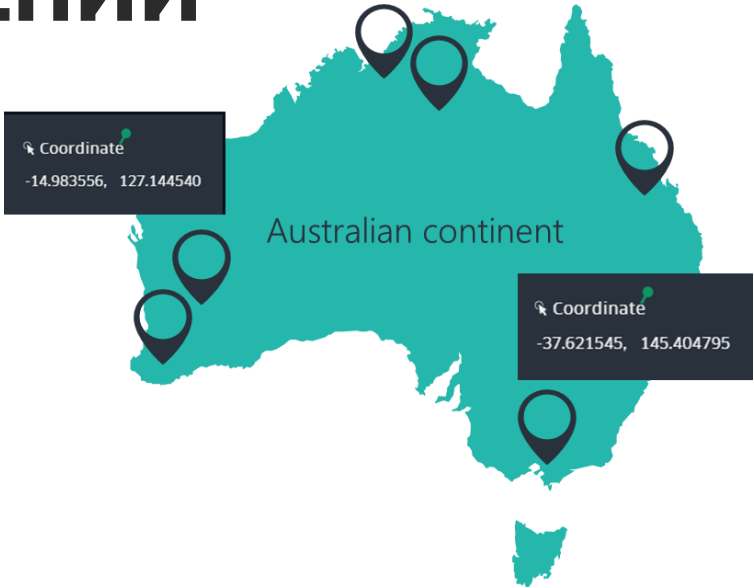 Coordinate
-14.983556, 127.144540
Australian continent
Coordinate
-37.621545, 145.404795